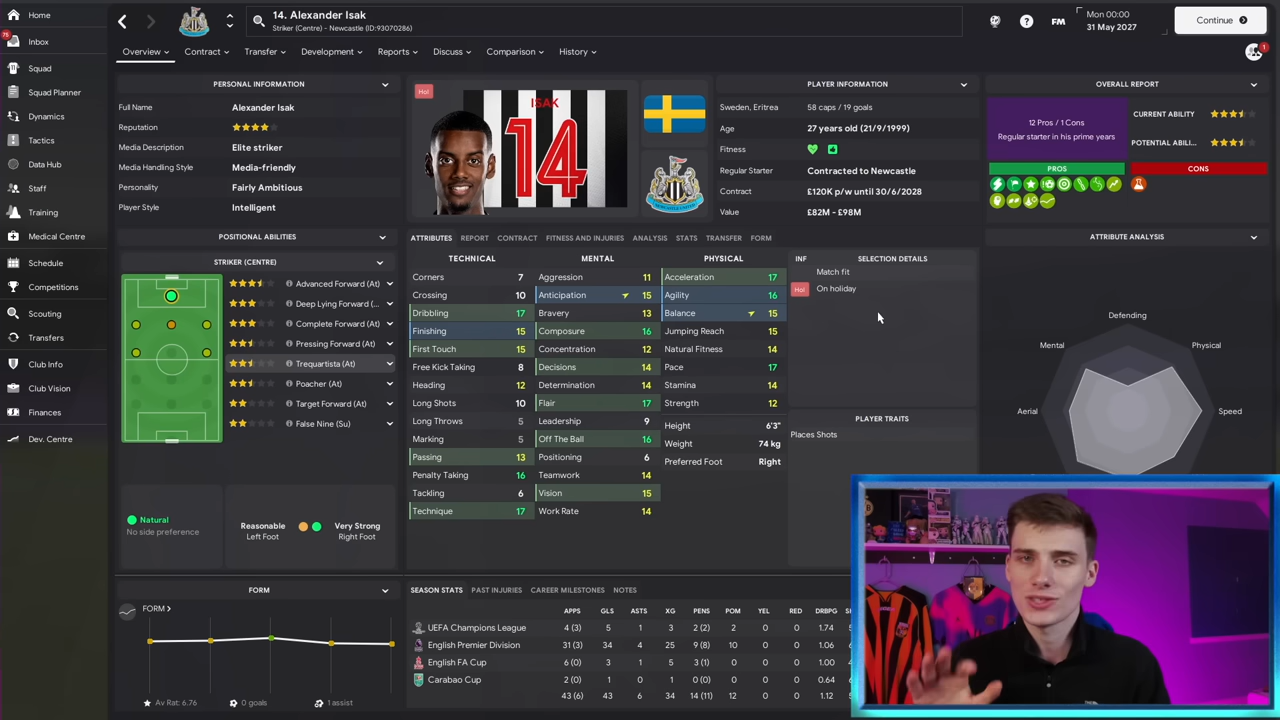 Home
75
Inbox
Squad
Squad Planner
Dynamics
Tactics
Data Hub
Staff
Training
Medical Centre
Schedule
Competitions
Scouting
Transfers
Club Info
Club Vision
Finances
Dev. Centre
14. Alexander Isak
Striker (Centre) - Newcastle (ID:93070286)
FM
Mon 00:00
31 May 2027
Continue
Overview
Contract
Transfer
Development
Reports
Discuss
Comparison
History
1
PERSONAL INFORMATION
Full Name Alexander Isak
Reputation
Media Description Elite striker
Media Handling Style Media-friendly
Personality Fairly Ambitious
Player Style Intelligent
Hol
ISAK
14
PLAYER INFORMATION
Sweden, Eritrea 58 caps / 19 goals
Age 27 years old (21/9/1999)
Fitness
Regular Starter Contracted to Newcastle
Contract £120K p/w until 30/6/2028
Value £82M - £98M
OVERALL REPORT
12 Pros / 1 Cons
Regular starter in his prime years
CURRENT ABILITY
POTENTIAL ABILI...
PROS CONS
POSITIONAL ABILITIES
STRIKER (CENTRE)
Advanced Forward (At)
Deep Lying Forward (...
Complete Forward (At)
Pressing Forward (At)
Trequartista (At)
Poacher (At)
Target Forward (At)
False Nine (Su)
Natural
No side preference
Reasonable
Left Foot
Very Strong
Right Foot
ATTRIBUTES REPORT CONTRACT FITNESS AND INJURIES ANALYSIS STATS TRANSFER FORM
TECHNICAL
Corners 7
Crossing 10
Dribbling 17
Finishing 15
First Touch 15
Free Kick Taking 8
Heading 12
Long Shots 10
Long Throws 5
Marking 5
Passing 13
Penalty Taking 16
Tackling 6
Technique 17
MENTAL
Aggression 11
Anticipation 15
Bravery 13
Composure 16
Concentration 12
Decisions 14
Determination 14
Flair 17
Leadership 9
Off The Ball 16
Positioning 6
Teamwork 14
Vision 15
Work Rate 14
PHYSICAL
Acceleration 17
Agility 16
Balance 15
Jumping Reach 15
Natural Fitness 14
Pace 17
Stamina 14
Strength 12
Height 6'3"
Weight 74 kg
Preferred Foot Right
INF SELECTION DETAILS
Match fit
Hol On holiday
PLAYER TRAITS
Places Shots
ATTRIBUTE ANALYSIS
Defending
Mental Physical
Aerial Speed
FORM
FORM
Av Rat: 6.76
0 goals
1 assist
SEASON STATS PAST INJURIES CAREER MILESTONES NOTES
APPS GLS ASTS XG PENS POM YEL RED DRBPG
UEFA Champions League 4 (3) 5 1 3 2 (2) 2 0 0 1.74
English Premier Division 31 (3) 34 4 25 9 (8) 10 0 0 1.06
English FA Cup 6 (0) 3 1 5 3 (1) 0 0 0 1.00
Carabao Cup 2 (0) 1 0 1 0 (0) 0 0 0 0.64
43 (6) 43 6 34 14 (11) 12 0 0 1.12